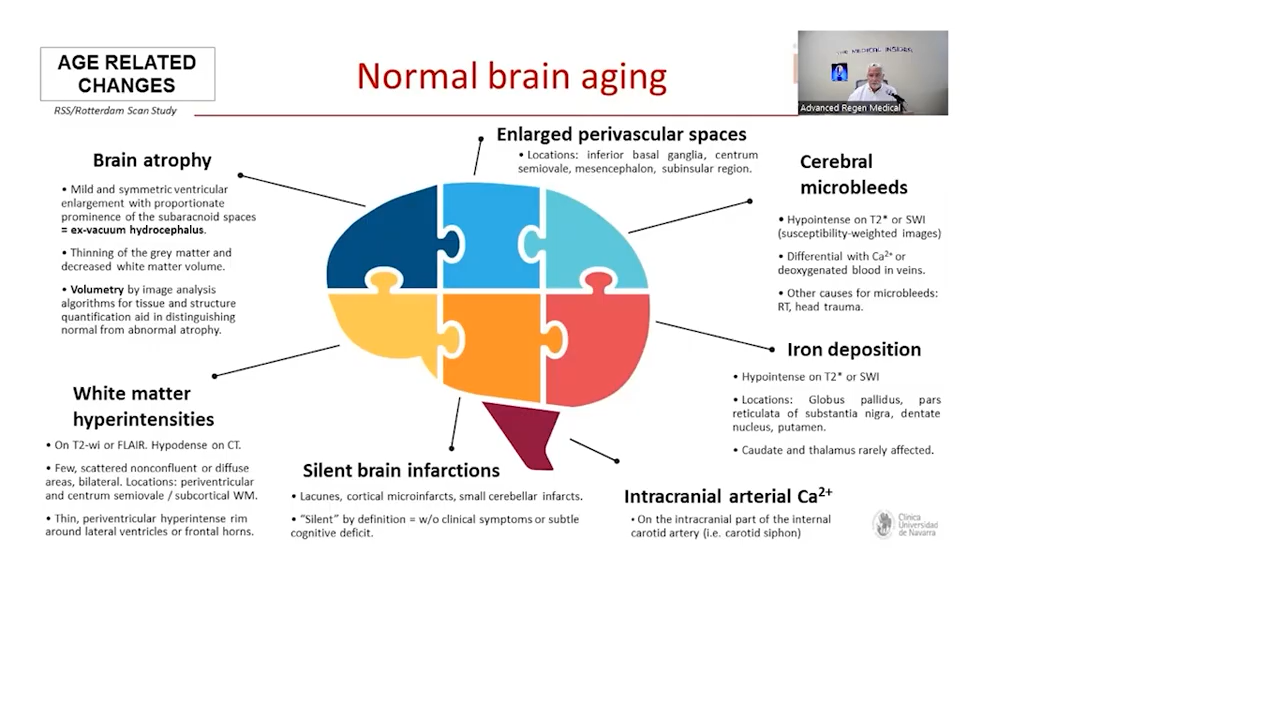 AGE RELATED
CHANGES
RSS/Rotterdam Scan Study
Normal brain aging
THE MEDICAL INSIDER
Advanced Regen Medical
Brain atrophy
• Mild and symmetric ventricular
enlargement with proportionate
prominence of the subaracnoid spaces
= ex-vacuum hydrocephalus.
• Thinning of the grey matter and
decreased white matter volume.
• Volumetry by image analysis
algorithms for tissue and structure
quantification aid in distinguishing
normal from abnormal atrophy.
Enlarged perivascular spaces
• Locations: inferior basal ganglia, centrum
semiovale, mesencephalon, subinsular region.
Cerebral
microbleeds
• Hypointense on T2* or SWI
(susceptibility-weighted images)
• Differential with Ca²⁺ or
deoxygenated blood in veins.
• Other causes for microbleeds:
RT, head trauma.
Iron deposition
• Hypointense on T2* or SWI
• Locations: Globus pallidus, pars
reticulata of substantia nigra, dentate
nucleus, putamen.
• Caudate and thalamus rarely affected.
White matter
hyperintensities
• On T2-wi or FLAIR. Hypodense on CT.
• Few, scattered nonconfluent or diffuse
areas, bilateral. Locations: periventricular
and centrum semiovale / subcortical WM.
• Thin, periventricular hyperintense rim
around lateral ventricles or frontal horns.
Silent brain infarctions
• Lacunes, cortical microinfarcts, small cerebellar infarcts.
• "Silent" by definition = w/o clinical symptoms or subtle
cognitive deficit.
Intracranial arterial Ca²⁺
• On the intracranial part of the internal
carotid artery (i.e. carotid siphon)
Clínica
Universidad
de Navarra